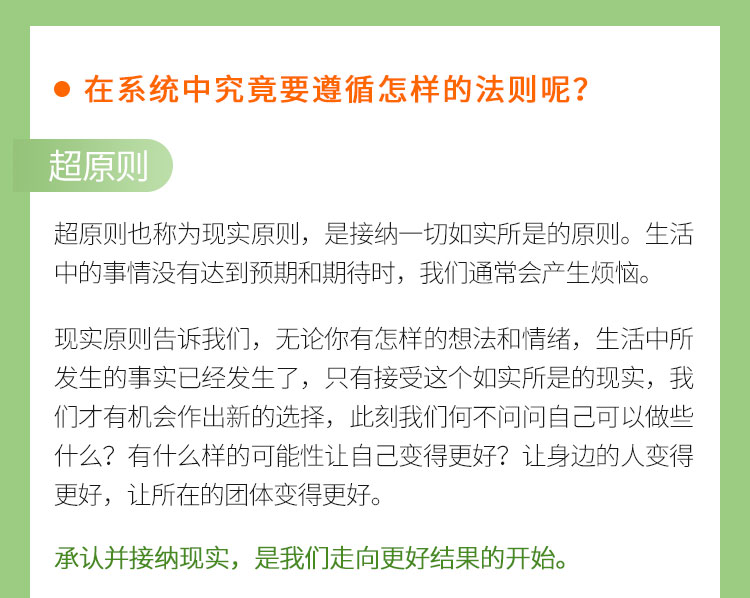 在系统中究竟要遵循怎样的法则呢？
超原则
超原则也称为现实原则，是接纳一切如实所是的原则。生活
中的事情没有达到预期和期待时，我们通常会产生烦恼。
现实原则告诉我们，无论你有怎样的想法和情绪，生活中所
发生的事实已经发生了，只有接受这个如实所是的现实，我
们才有机会作出新的选择，此刻我们何不问问自己可以做些
什么？有什么样的可能性让自己变得更好？让身边的人变得
更好，让所在的团体变得更好。
承认并接纳现实，是我们走向更好结果的开始。